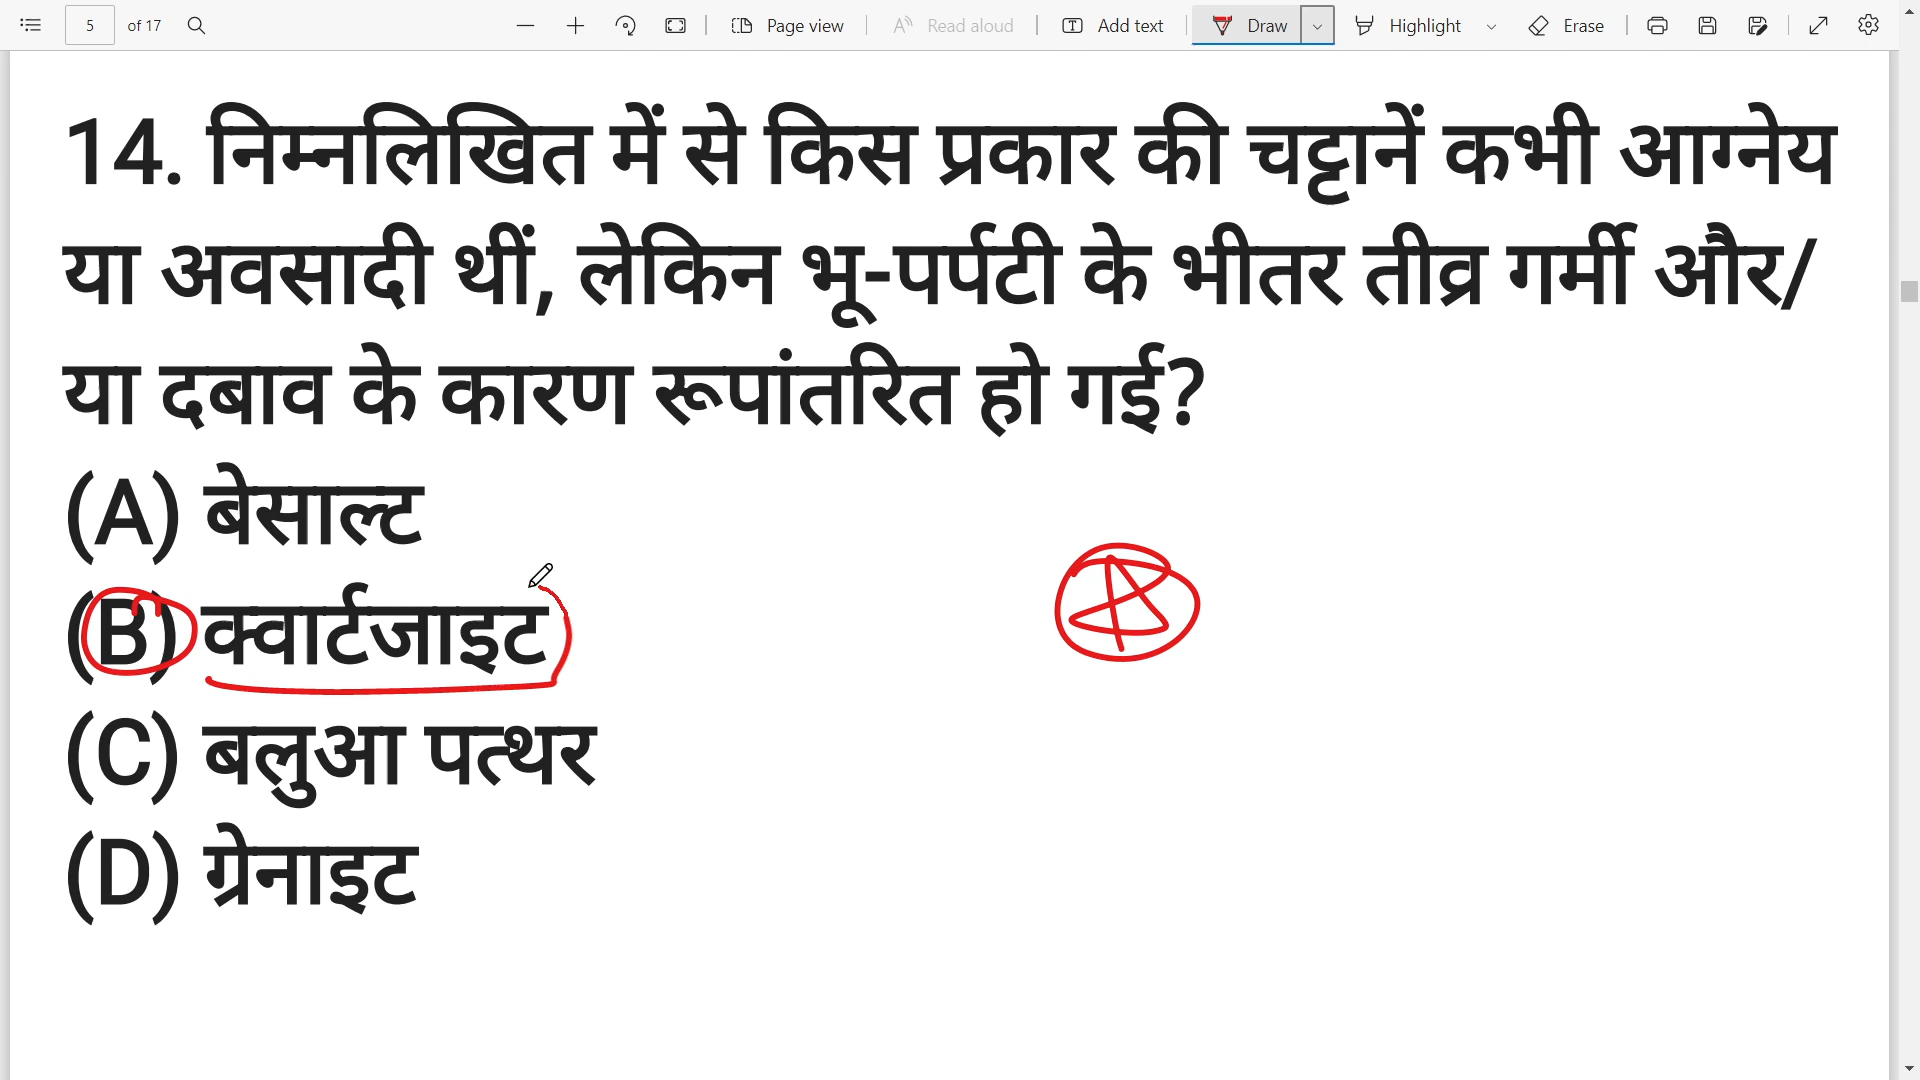 5 of 17 Page view Read aloud Add text Draw Highlight Erase
14. निम्नलिखित में से किस प्रकार की चट्टानें कभी आग्नेय
या अवसादी थीं, लेकिन भू-पर्पटी के भीतर तीव्र गर्मी और/
या दबाव के कारण रूपांतरित हो गई?
(A) बेसाल्ट
(B) क्वार्टजाइट
(C) बलुआ पत्थर
(D) ग्रेनाइट